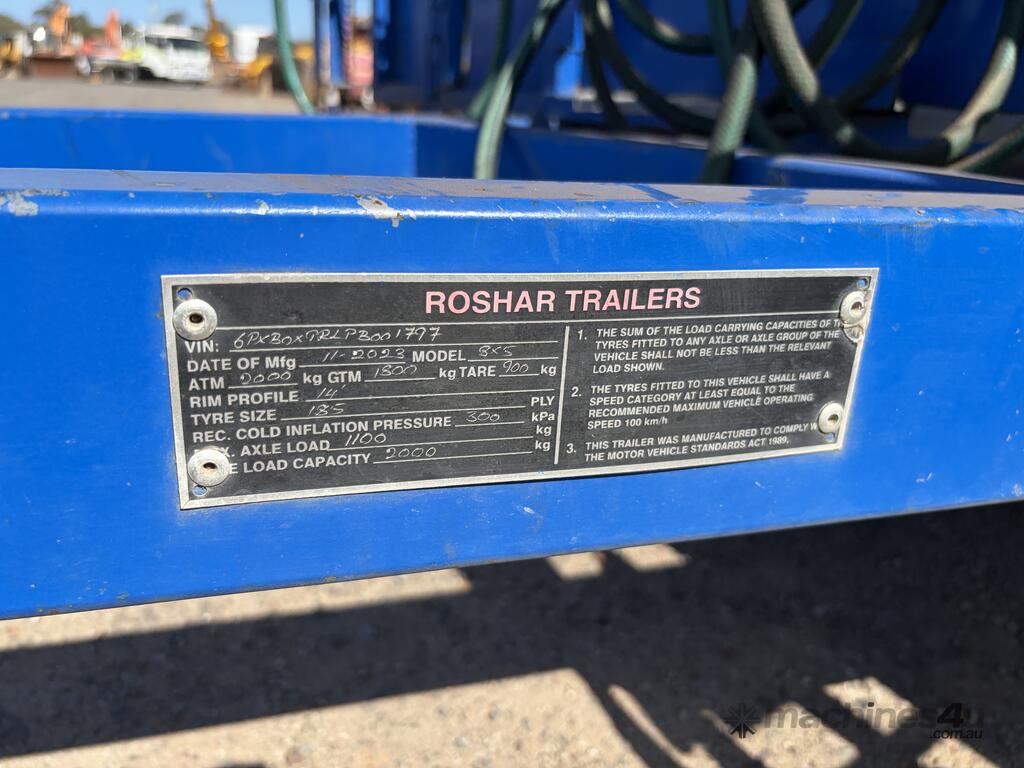 ROSHAR TRAILERS
VIN:
DATE OF Mfg 11-2023 MODEL 8x5
ATM 2000 kg GTM 1800 kg TARE 900 kg
RIM PROFILE 14"
TYRE SIZE 185 PLY
REC. COLD INFLATION PRESSURE 300 kPa
X. AXLE LOAD 1100 kg
E LOAD CAPACITY 2000 kg
1. THE SUM OF THE LOAD CARRYING CAPACITIES OF
TYRES FITTED TO ANY AXLE OR AXLE GROUP OF THE
VEHICLE SHALL NOT BE LESS THAN THE RELEVANT
LOAD SHOWN.
2. THE TYRES FITTED TO THIS VEHICLE SHALL HAVE A
SPEED CATEGORY AT LEAST EQUAL TO THE
RECOMMENDED MAXIMUM VEHICLE OPERATING
SPEED 100 km/h
3. THIS TRAILER WAS MANUFACTURED TO COMPLY
THE MOTOR VEHICLE STANDARDS ACT 1989.
machines4u
.com.au